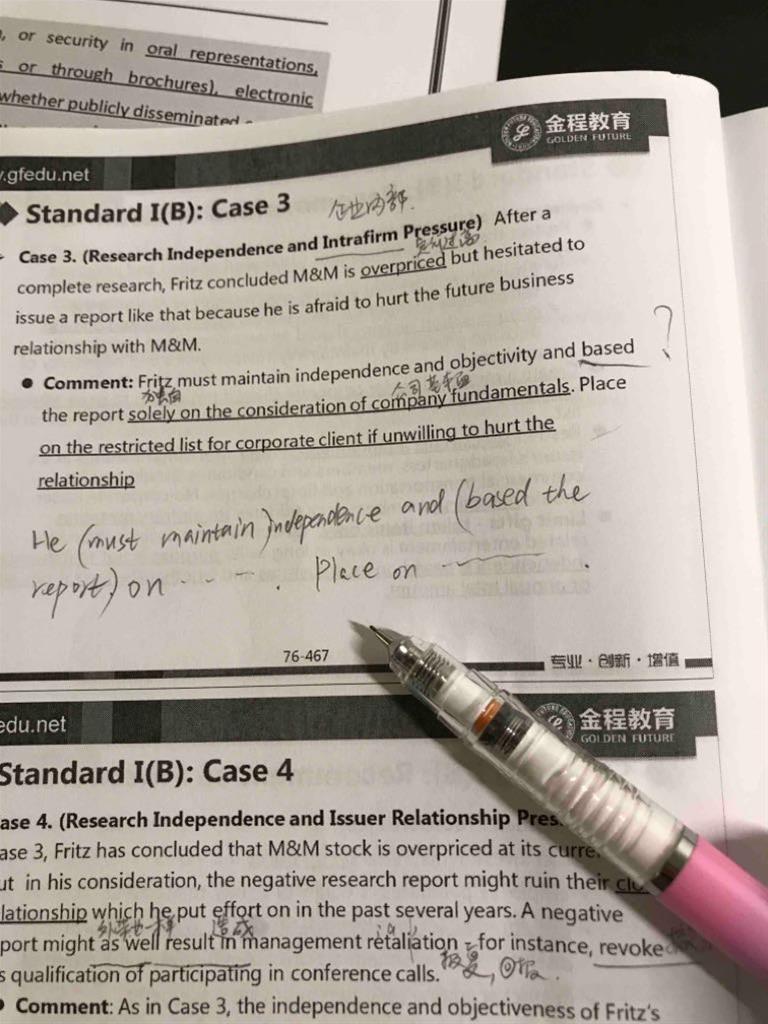 , or security in oral representations,
s or through brochures), electronic
whether publicly disseminated
金程教育
GOLDEN FUTURE
.gfedu.net
Standard I(B): Case 3
企业内部
Case 3. (Research Independence and Intrafirm Pressure) After a
complete research, Fritz concluded M&M is overpriced but hesitated to
issue a report like that because he is afraid to hurt the future business
relationship with M&M.
?
Comment: Fritz must maintain independence and objectivity and based
公司基本面
the report solely on the consideration of company fundamentals. Place
on the restricted list for corporate client if unwilling to hurt the
relationship
He (must maintain) independence and (based the
report) on ---- . Place on —— .
76-467
专业·创新·增值
edu.net
金程教育
GOLDEN FUTURE
Standard I(B): Case 4
ase 4. (Research Independence and Issuer Relationship Pres
ase 3, Fritz has concluded that M&M stock is overpriced at its curre
ut in his consideration, the negative research report might ruin their clo
lationship which he put effort on in the past several years. A negative
造成
port might as well result in management retaliation – for instance, revoke
报复, 回报.
s qualification of participating in conference calls.
Comment: As in Case 3, the independence and objectiveness of Fritz's